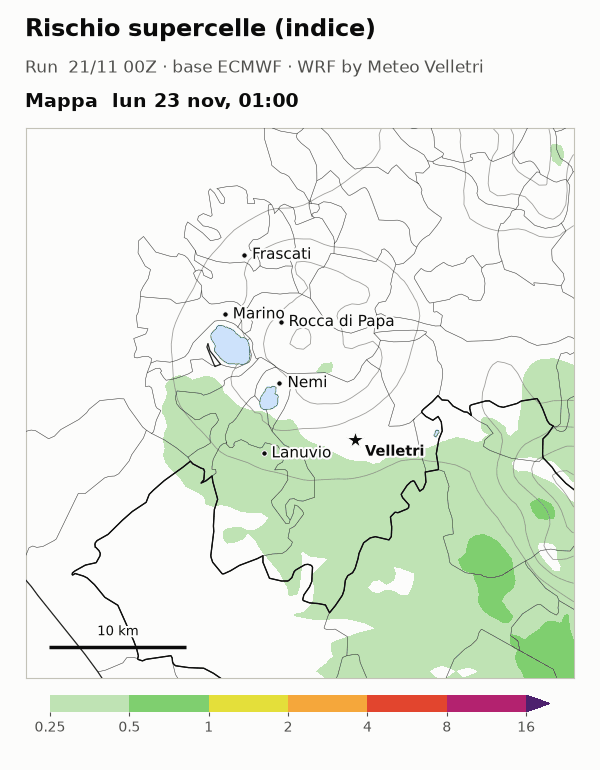 Rischio supercelle (indice)
Run  21/11 00Z · base ECMWF · WRF by Meteo Velletri
Mappa  lun 23 nov, 01:00
Frascati
Marino
Rocca di Papa
Nemi
Velletri
Lanuvio
10 km
0.25 0.5 1 2 4 8 16